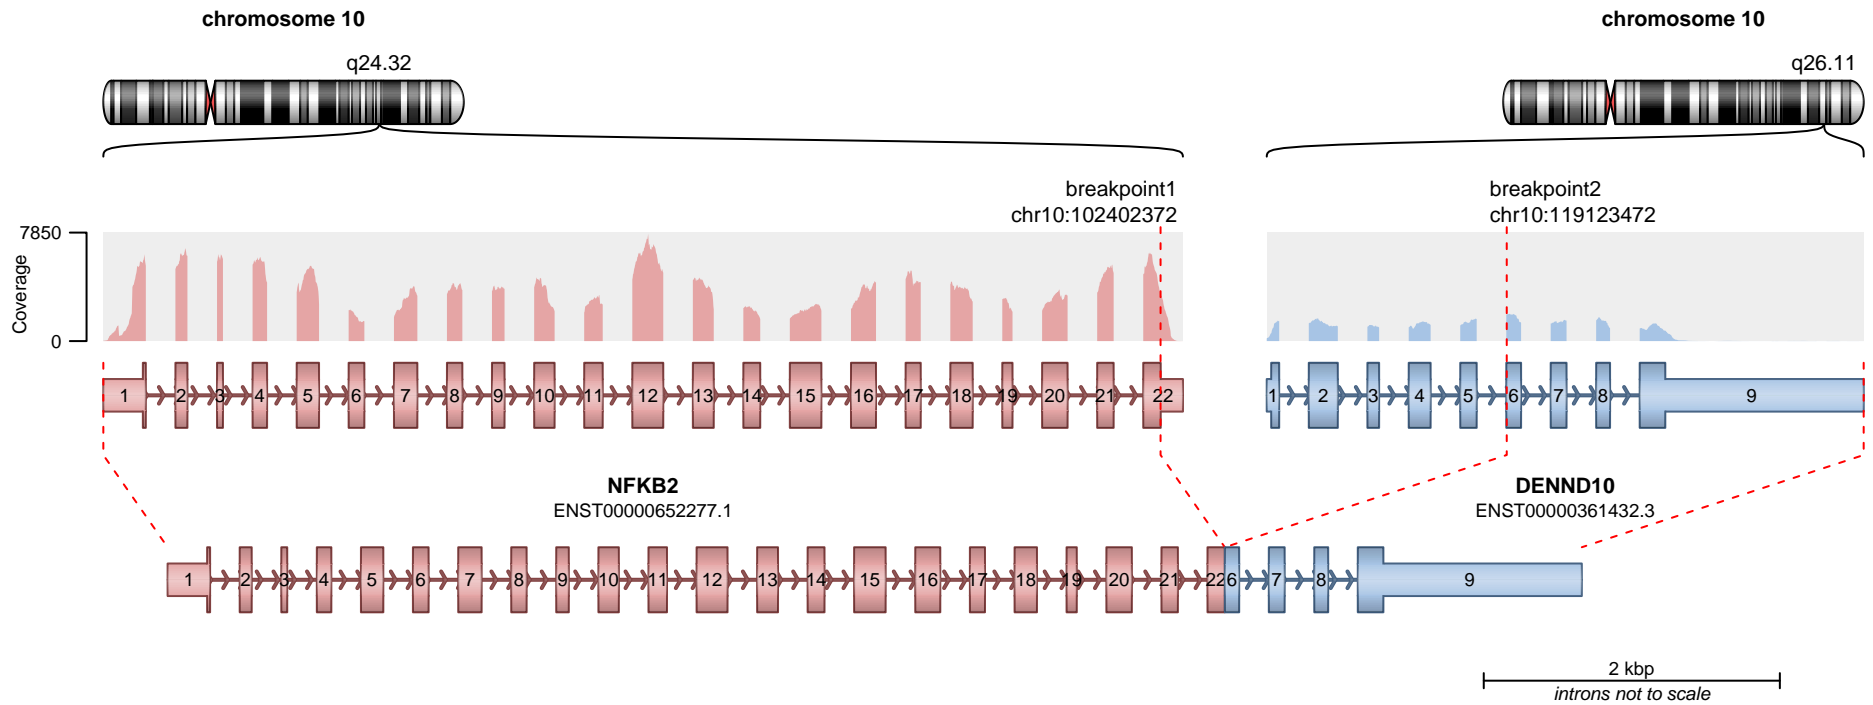 chromosome 10
chromosome 10
q24.32
q26.11
breakpoint1
chr10:102402372
breakpoint2
chr10:119123472
7850
Coverage
0
1 2 3 4 5 6 7 8 9 10 11 12 13 14 15 16 17 18 19 20 21 22
1 2 3 4 5 6 7 8 9
NFKB2
ENST00000652277.1
DENND10
ENST00000361432.3
1 2 3 4 5 6 7 8 9 10 11 12 13 14 15 16 17 18 19 20 21 22 6 7 8 9
2 kbp
introns not to scale